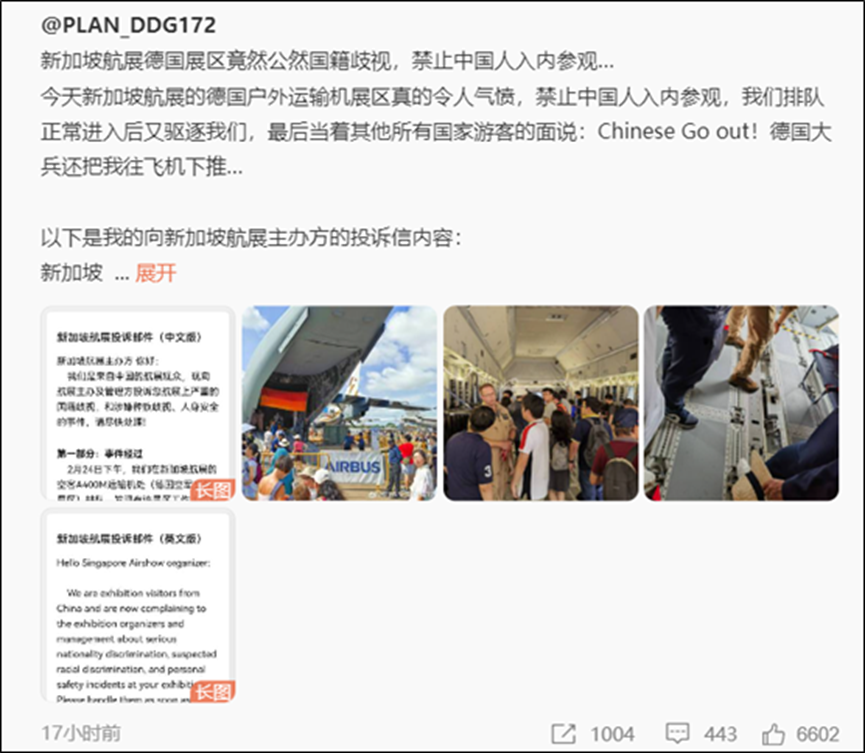 @PLAN_DDG172
新加坡航展德国展区竟然公然国籍歧视，禁止中国人入内参观...
今天新加坡航展的德国户外运输机展区真的令人气愤，禁止中国人入内参观，我们排队
正常进入后又驱逐我们，最后当着其他所有国家游客的面说：Chinese Go out！德国大
兵还把我往飞机下推...
以下是我的向新加坡航展主办方的投诉信内容：
新加坡 ... 展开
新加坡航展投诉邮件（中文版）
新加坡航展主办方 你好：
我们是来自中国的航展观众，现向
航展主办及管理方投诉您航展上严重的
国籍歧视、和涉嫌种族歧视、人身安全
的事件，请尽快处理！
第一部分：事件经过
2月24日下午，我们在新加坡航展的
空客A400M运输机处（德国空
长图
AIRBUS
新加坡航展投诉邮件（英文版）
Hello Singapore Airshow organizer:
We are exhibition visitors from
China and are now complaining to
the exhibition organizers and
management about serious
nationality discrimination, suspected
racial discrimination, and personal
safety incidents at your exhibiti
Please handle them as soon as
长图
17小时前 1004 443 6602